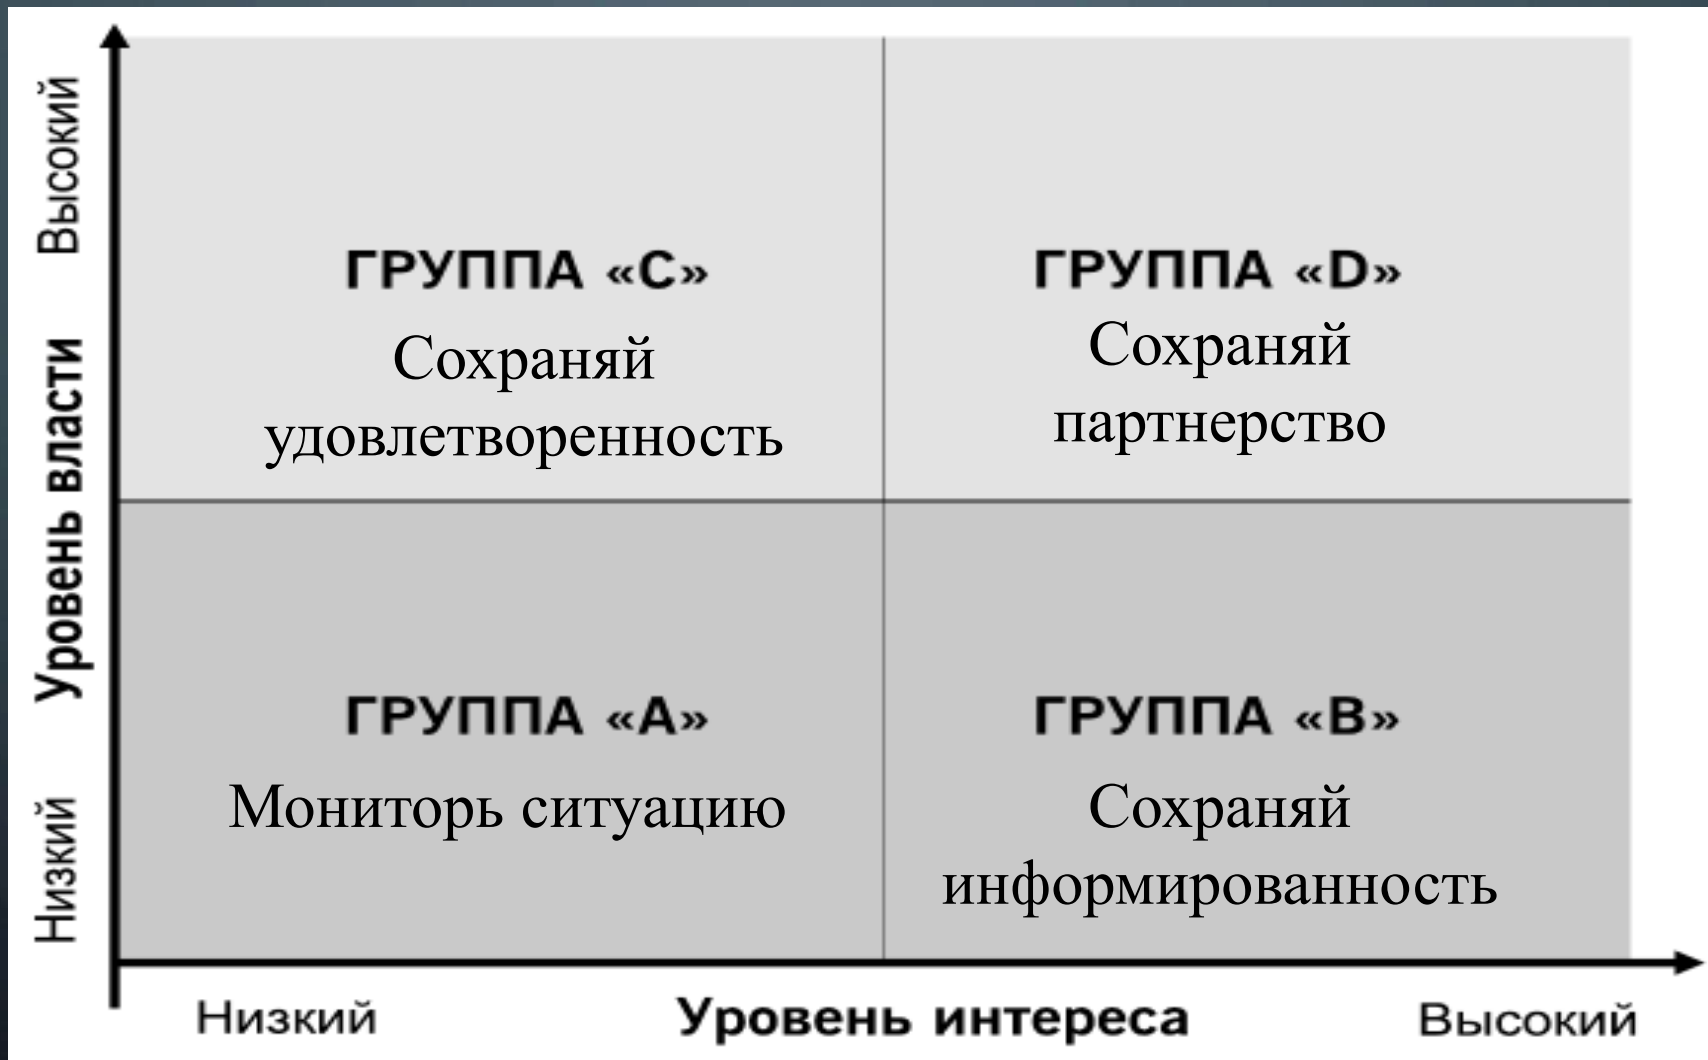 Высокий
Уровень власти
Низкий
ГРУППА «C»
Сохраняй
удовлетворенность
ГРУППА «D»
Сохраняй
партнерство
ГРУППА «A»
Мониторь ситуацию
ГРУППА «B»
Сохраняй
информированность
Низкий
Уровень интереса
Высокий